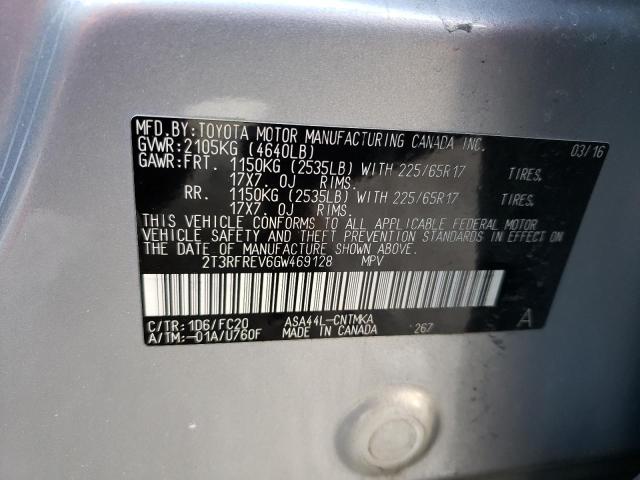 MFD.BY:TOYOTA MOTOR MANUFACTURING CANADA INC. 03/16
GVWR:2105KG (4640LB)
GAWR:FRT. 1150KG (2535LB) WITH 225/65R17 TIRES,
17X7.0J RIMS.
RR. 1150KG (2535LB) WITH 225/65R17 TIRES,
17X7.0J RIMS.
THIS VEHICLE CONFORMS TO ALL APPLICABLE FEDERAL MOTOR
VEHICLE SAFETY AND THEFT PREVENTION STANDARDS IN EFFECT ON
THE DATE OF MANUFACTURE SHOWN ABOVE.
2T3RFREV6GW469128 MPV
C/TR:1D6/FC20 ASA44L-CNTMKA
A/TM:-01A/U760F MADE IN CANADA 267 A